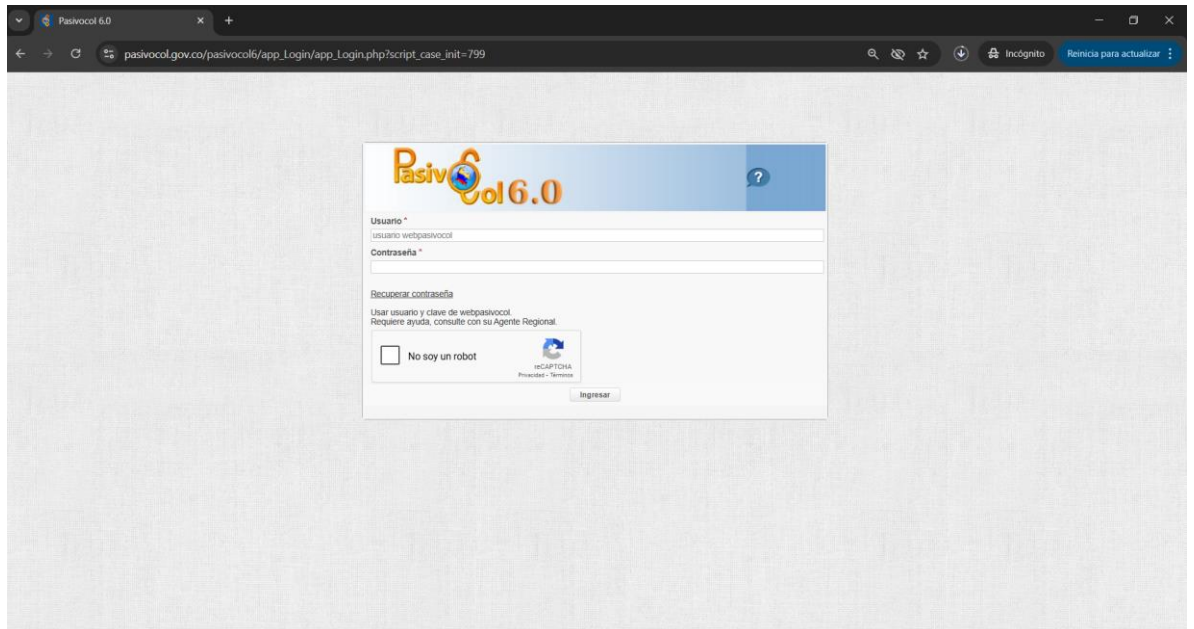 Pasivocol 6.0
pasivocol.gov.co/pasivocol6/app_Login/app_Login.php?script_case_init=799
Incógnito
Reinicia para actualizar
PasivoCol 6.0
?
Usuario *
usuario webpasivocol
Contraseña *
Recuperar contraseña
Usar usuario y clave de webpasivocol.
Requiere ayuda, consulte con su Agente Regional.
No soy un robot
reCAPTCHA
Privacidad - Términos
Ingresar